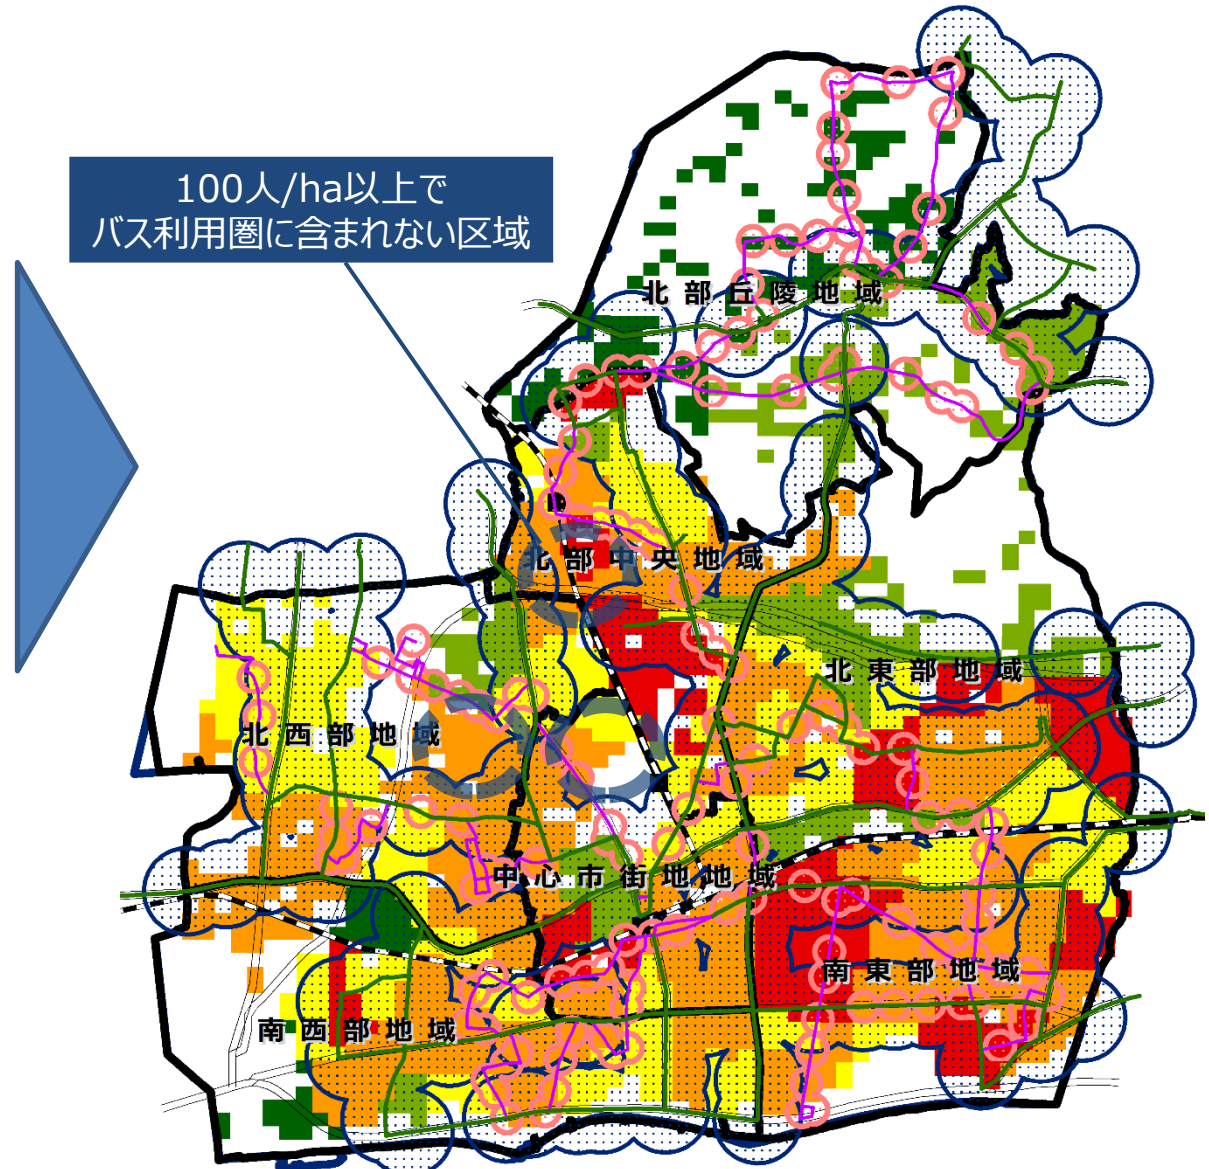 100人/ha以上で
バス利用圏に含まれない区域
北部丘陵地域
北部中央地域
北東部地域
北西部地域
中心市街地地域
南東部地域
南西部地域